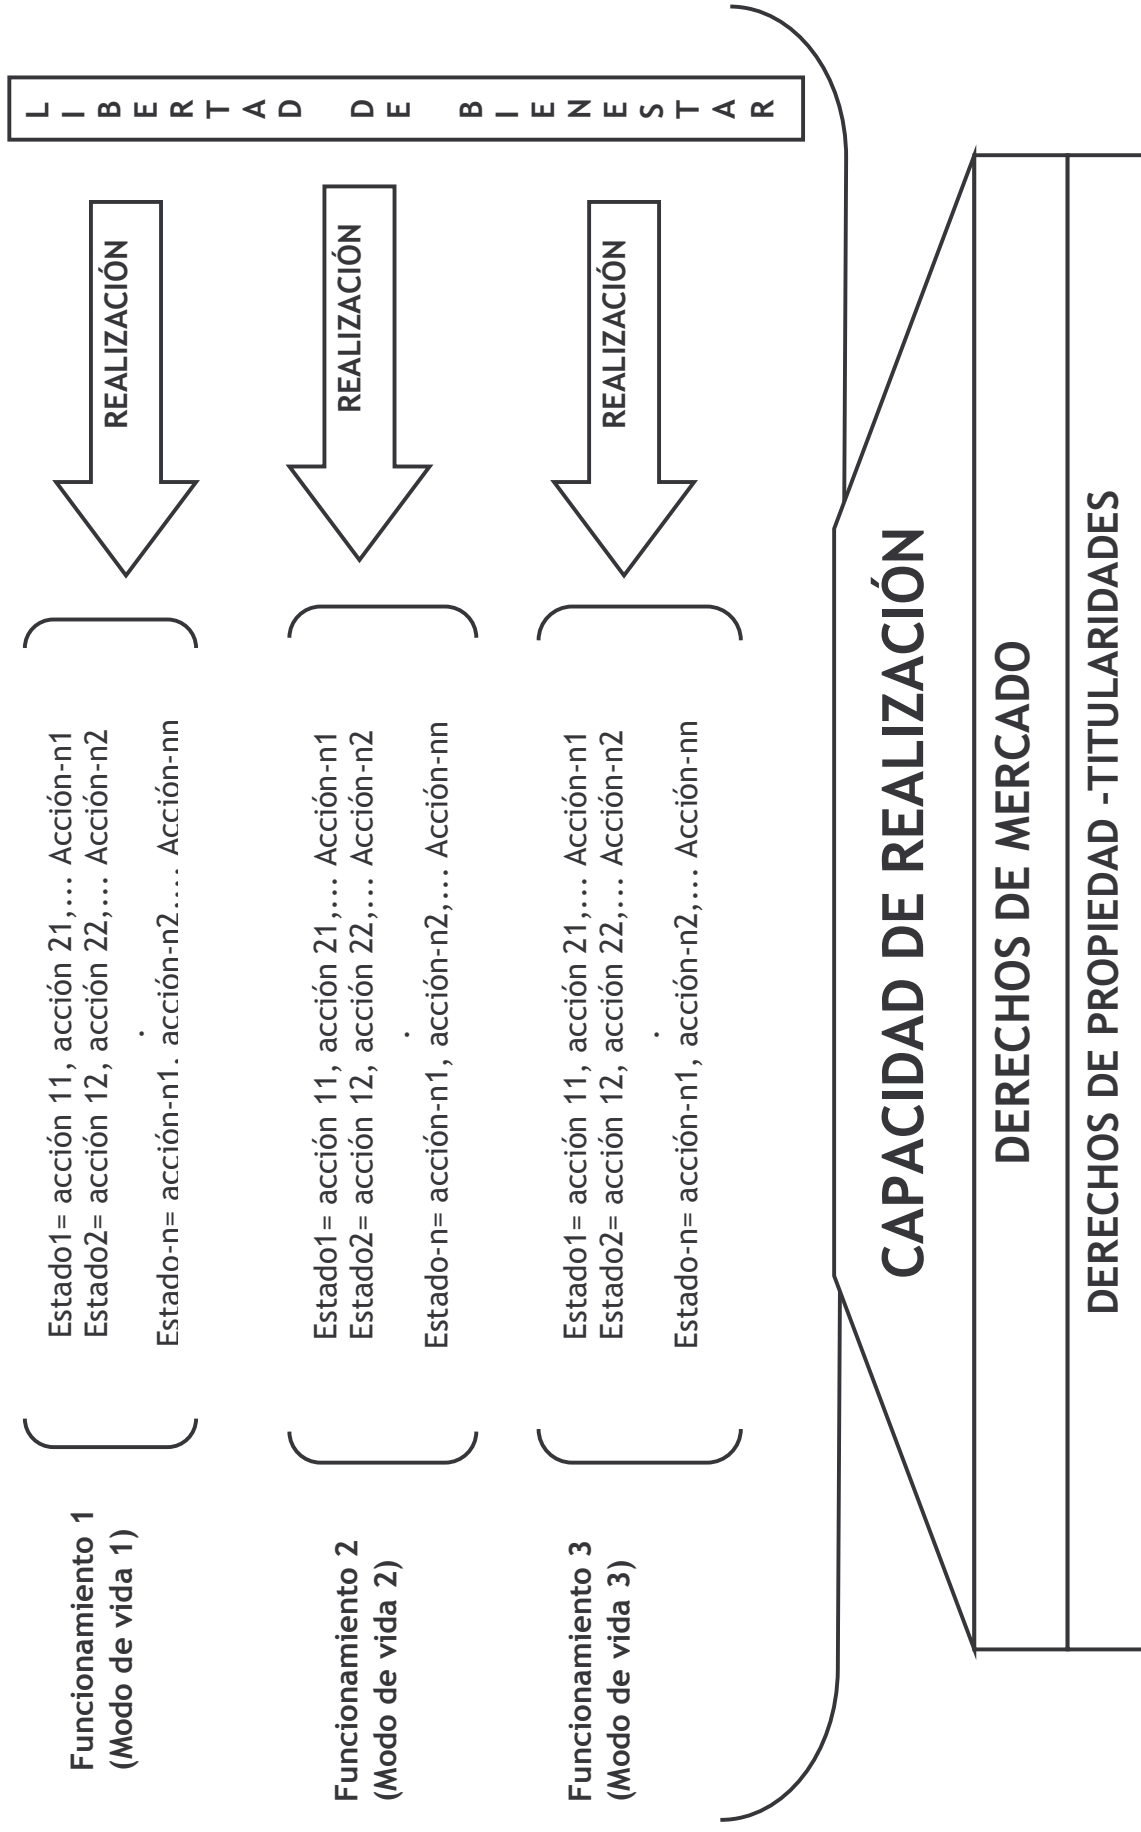 Funcionamiento 1
(Modo de vida 1)
Estado1= acción 11, acción 21,... Acción-n1
Estado2= acción 12, acción 22,... Acción-n2
.
Estado-n= acción-n1, acción-n2,... Acción-nn
REALIZACIÓN
Funcionamiento 2
(Modo de vida 2)
Estado1= acción 11, acción 21,... Acción-n1
Estado2= acción 12, acción 22,... Acción-n2
.
Estado-n= acción-n1, acción-n2,... Acción-nn
REALIZACIÓN
Funcionamiento 3
(Modo de vida 3)
Estado1= acción 11, acción 21,... Acción-n1
Estado2= acción 12, acción 22,... Acción-n2
.
Estado-n= acción-n1, acción-n2,... Acción-nn
REALIZACIÓN
L
I
B
E
R
T
A
D
D
E
B
I
E
N
E
S
T
A
R
CAPACIDAD DE REALIZACIÓN
DERECHOS DE MERCADO
DERECHOS DE PROPIEDAD -TITULARIDADES